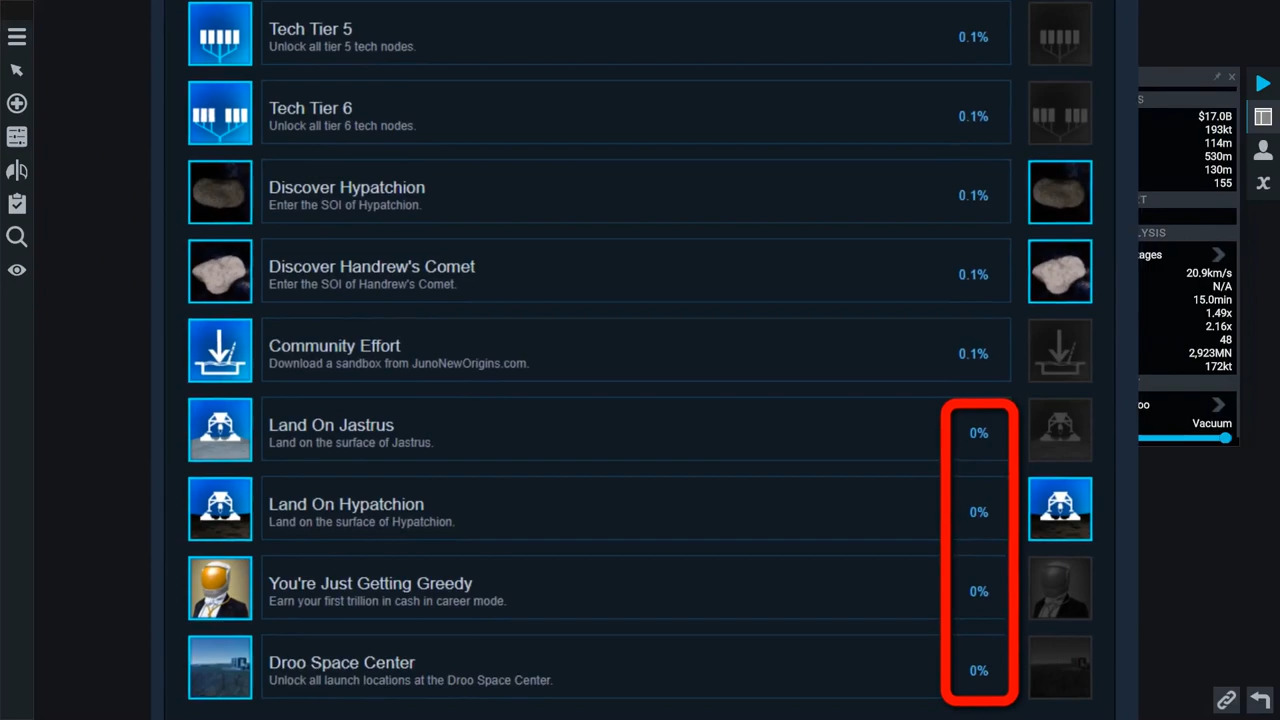 Tech Tier 5
Unlock all tier 5 tech nodes.
0.1%
Tech Tier 6
Unlock all tier 6 tech nodes.
0.1%
Discover Hypatchion
Enter the SOI of Hypatchion.
0.1%
Discover Handrew's Comet
Enter the SOI of Handrew's Comet.
0.1%
Community Effort
Download a sandbox from JunoNewOrigins.com.
0.1%
Land On Jastrus
Land on the surface of Jastrus.
0%
Land On Hypatchion
Land on the surface of Hypatchion.
0%
You're Just Getting Greedy
Earn your first trillion in cash in career mode.
0%
Droo Space Center
Unlock all launch locations at the Droo Space Center.
0%
S
$17.0B
193kt
114m
530m
130m
155
T
LYSIS
tages
20.9km/s
N/A
15.0min
1.49x
2.16x
48
2,923MN
172kt
oo
Vacuum
x